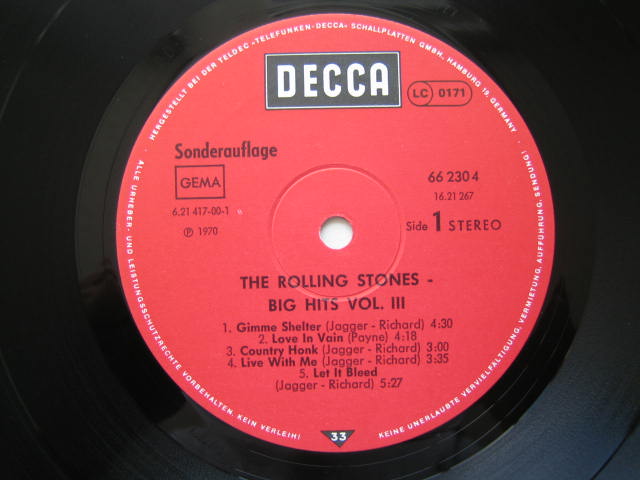 HERGESTELLT BEI DER TELDEC »TELEFUNKEN-DECCA« SCHALLPLATTEN GMBH, HAMBURG 19, GERMANY ·
DECCA
LC 0171
Sonderauflage
GEMA
6.21 417-00-1
℗ 1970
66 230 4
16.21 267
Side 1 STEREO
THE ROLLING STONES -
BIG HITS VOL. III
1. Gimme Shelter (Jagger - Richard) 4:30
2. Love In Vain (Payne) 4:18
3. Country Honk (Jagger - Richard) 3:00
4. Live With Me (Jagger - Richard) 3:35
5. Let It Bleed
(Jagger - Richard) 5:27
33
ALLE URHEBER- UND LEISTUNGSSCHUTZRECHTE VORBEHALTEN. KEIN VERLEIH!
KEINE UNERLAUBTE VERVIELFÄLTIGUNG, VERMIETUNG, AUFFÜHRUNG, SENDUNG!